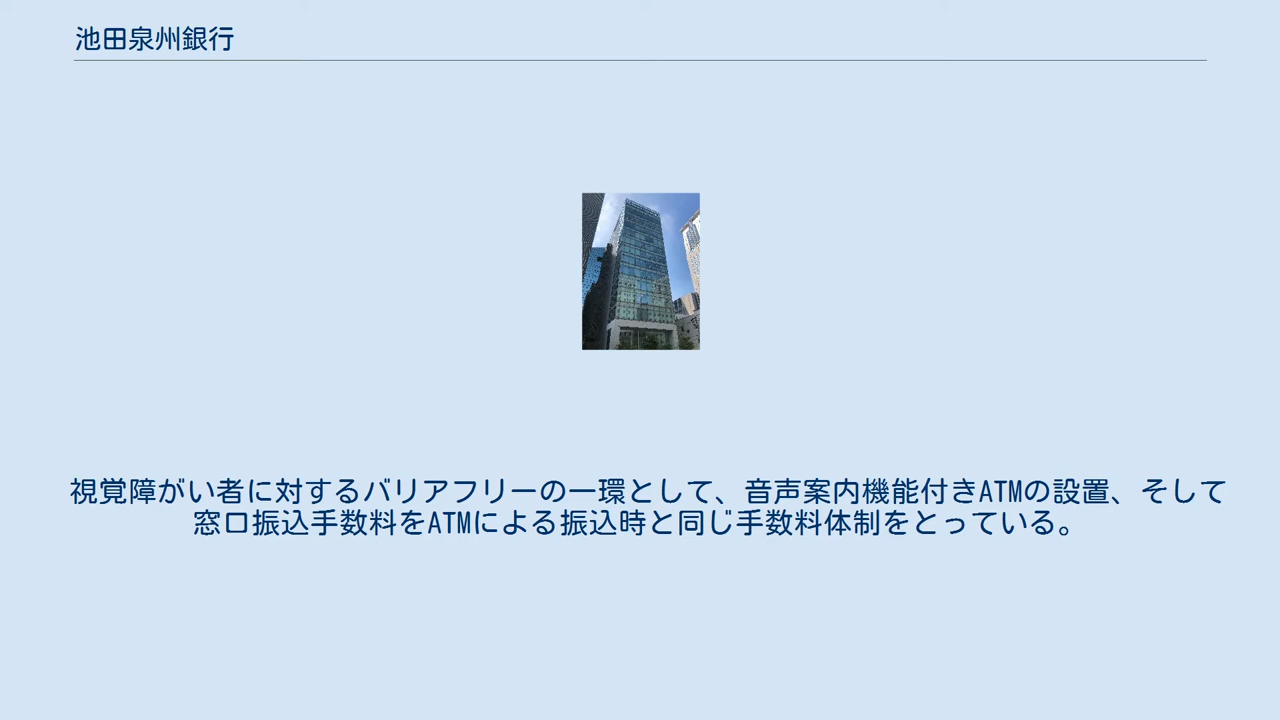 池田泉州銀行
視覚障がい者に対するバリアフリーの一環として、音声案内機能付きATMの設置、そして
窓口振込手数料をATMによる振込時と同じ手数料体制をとっている。